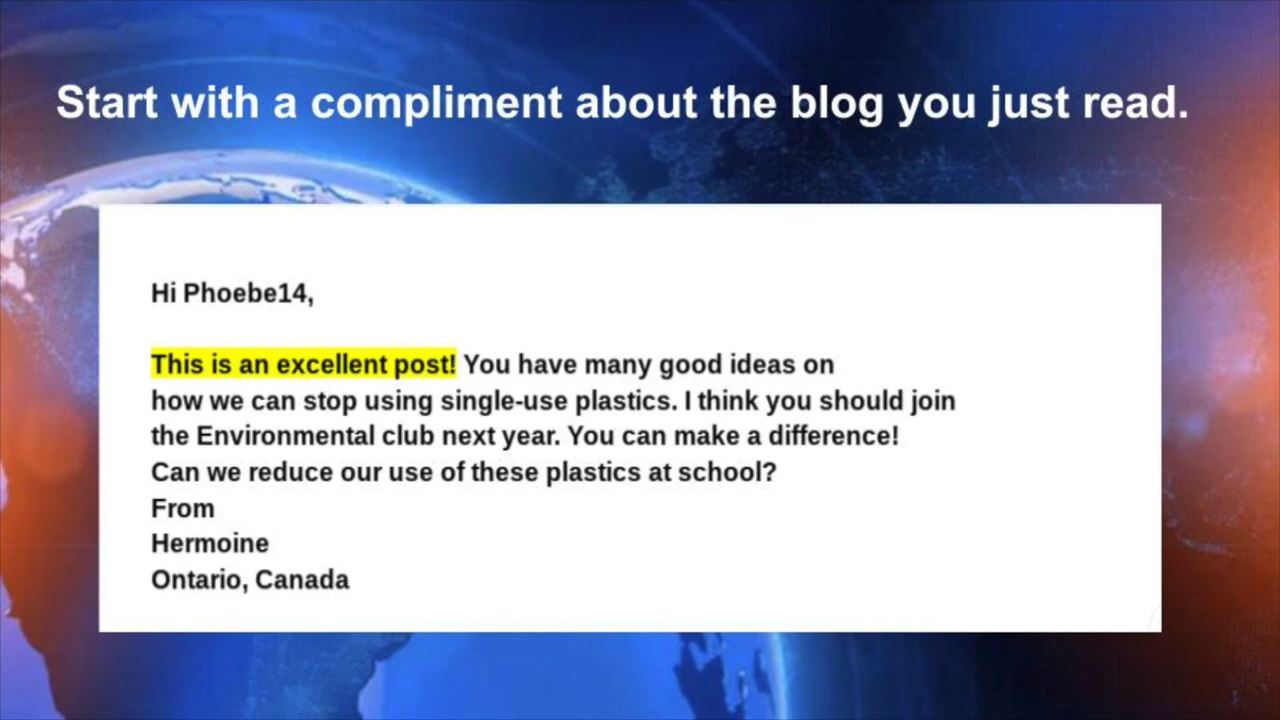 Start with a compliment about the blog you just read.
Hi Phoebe14,
This is an excellent post! You have many good ideas on
how we can stop using single-use plastics. I think you should join
the Environmental club next year. You can make a difference!
Can we reduce our use of these plastics at school?
From
Hermoine
Ontario, Canada